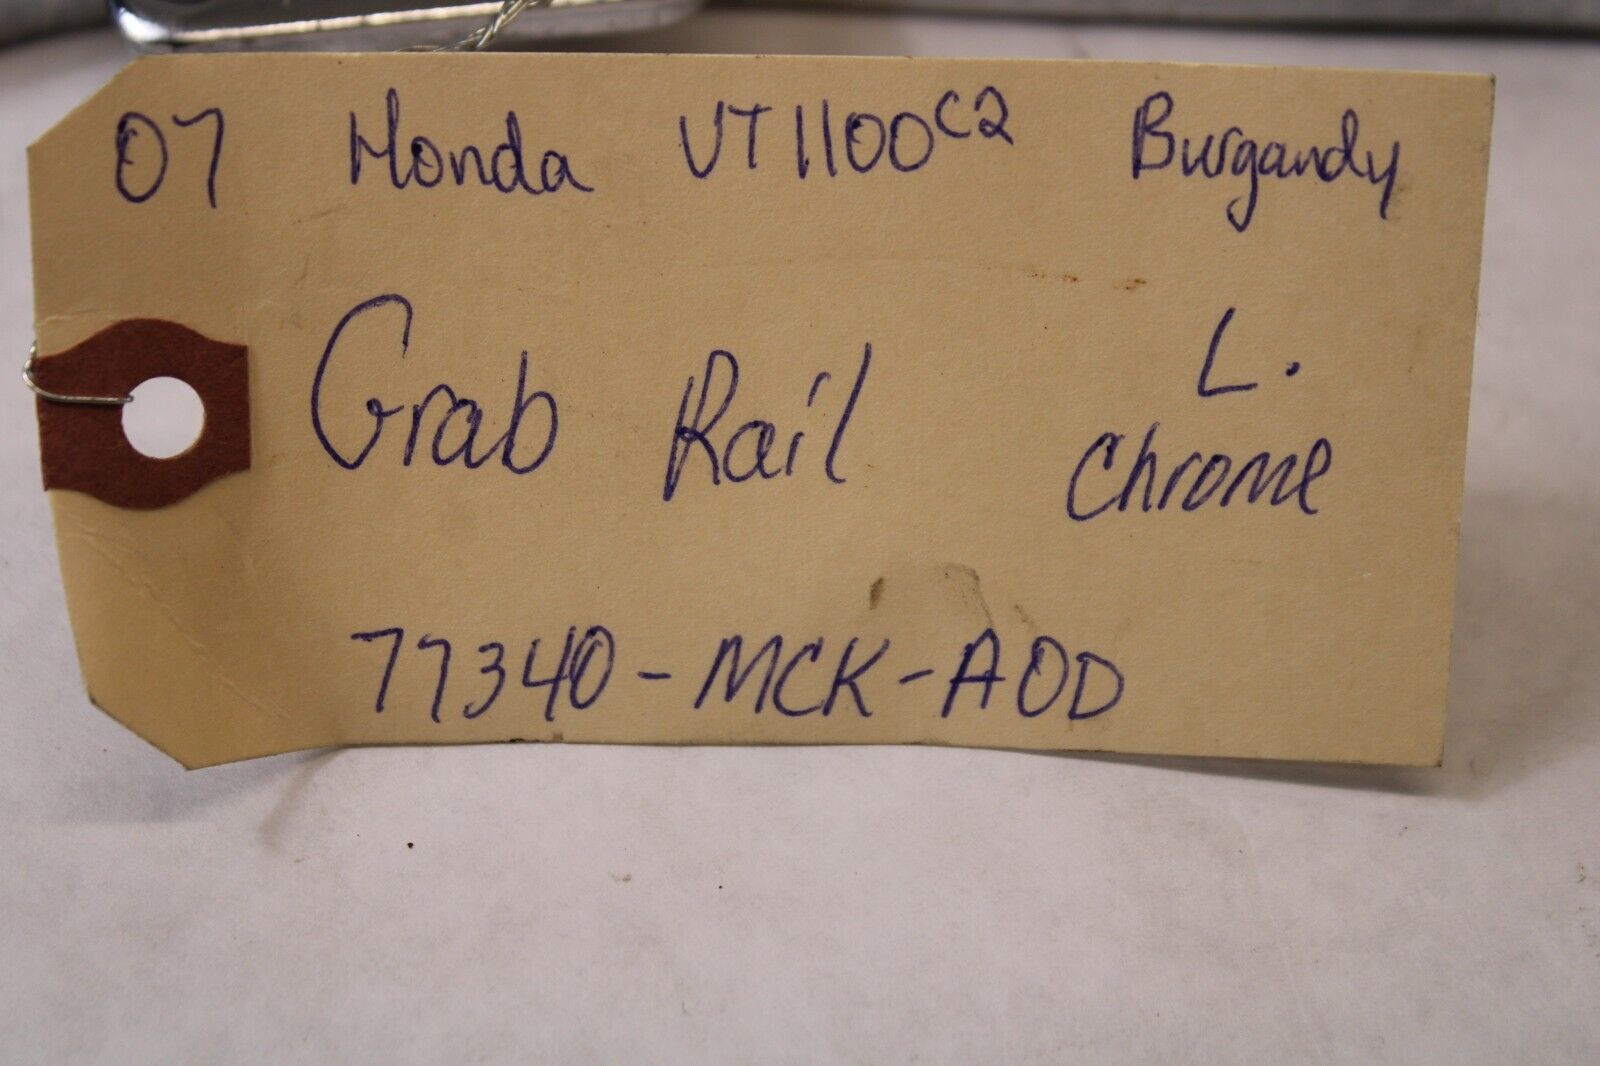 07 Honda VT1100C2 Burgandy
Grab Rail L.
Chrome
77340-MCK-A0D